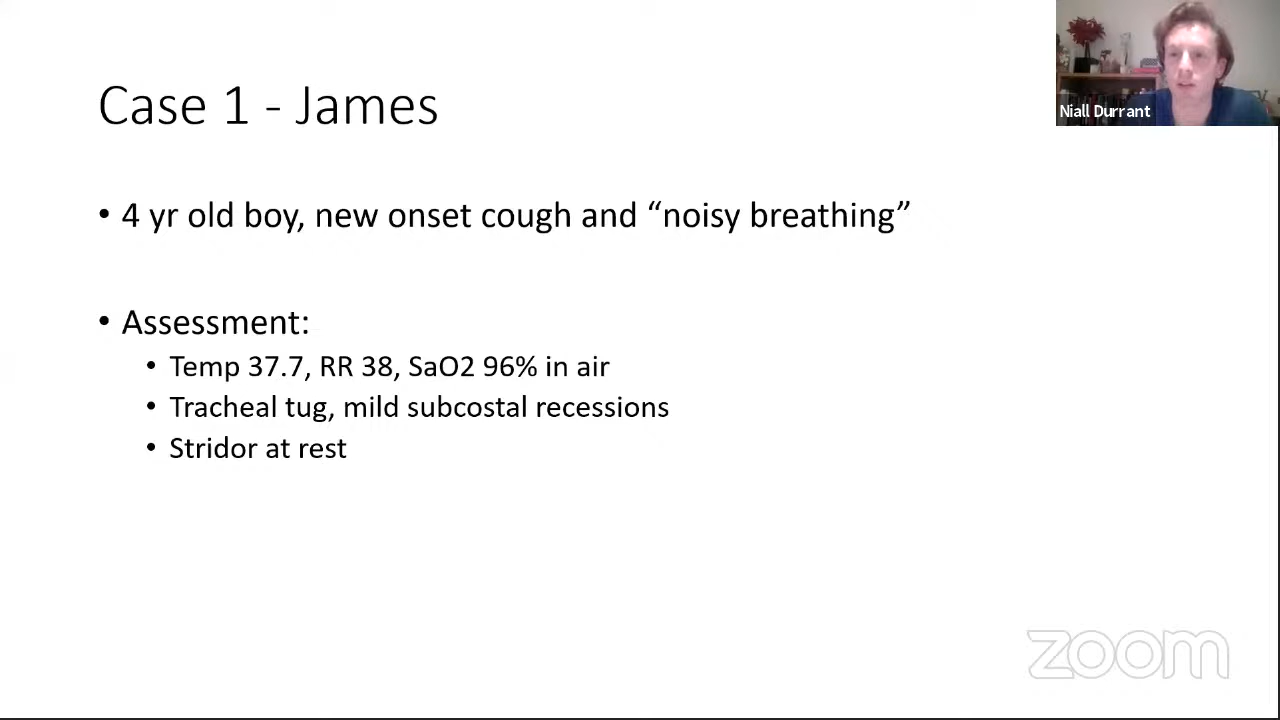 Case 1 - James
Niall Durrant
• 4 yr old boy, new onset cough and “noisy breathing”
• Assessment:
• Temp 37.7, RR 38, SaO2 96% in air
• Tracheal tug, mild subcostal recessions
• Stridor at rest
zoom